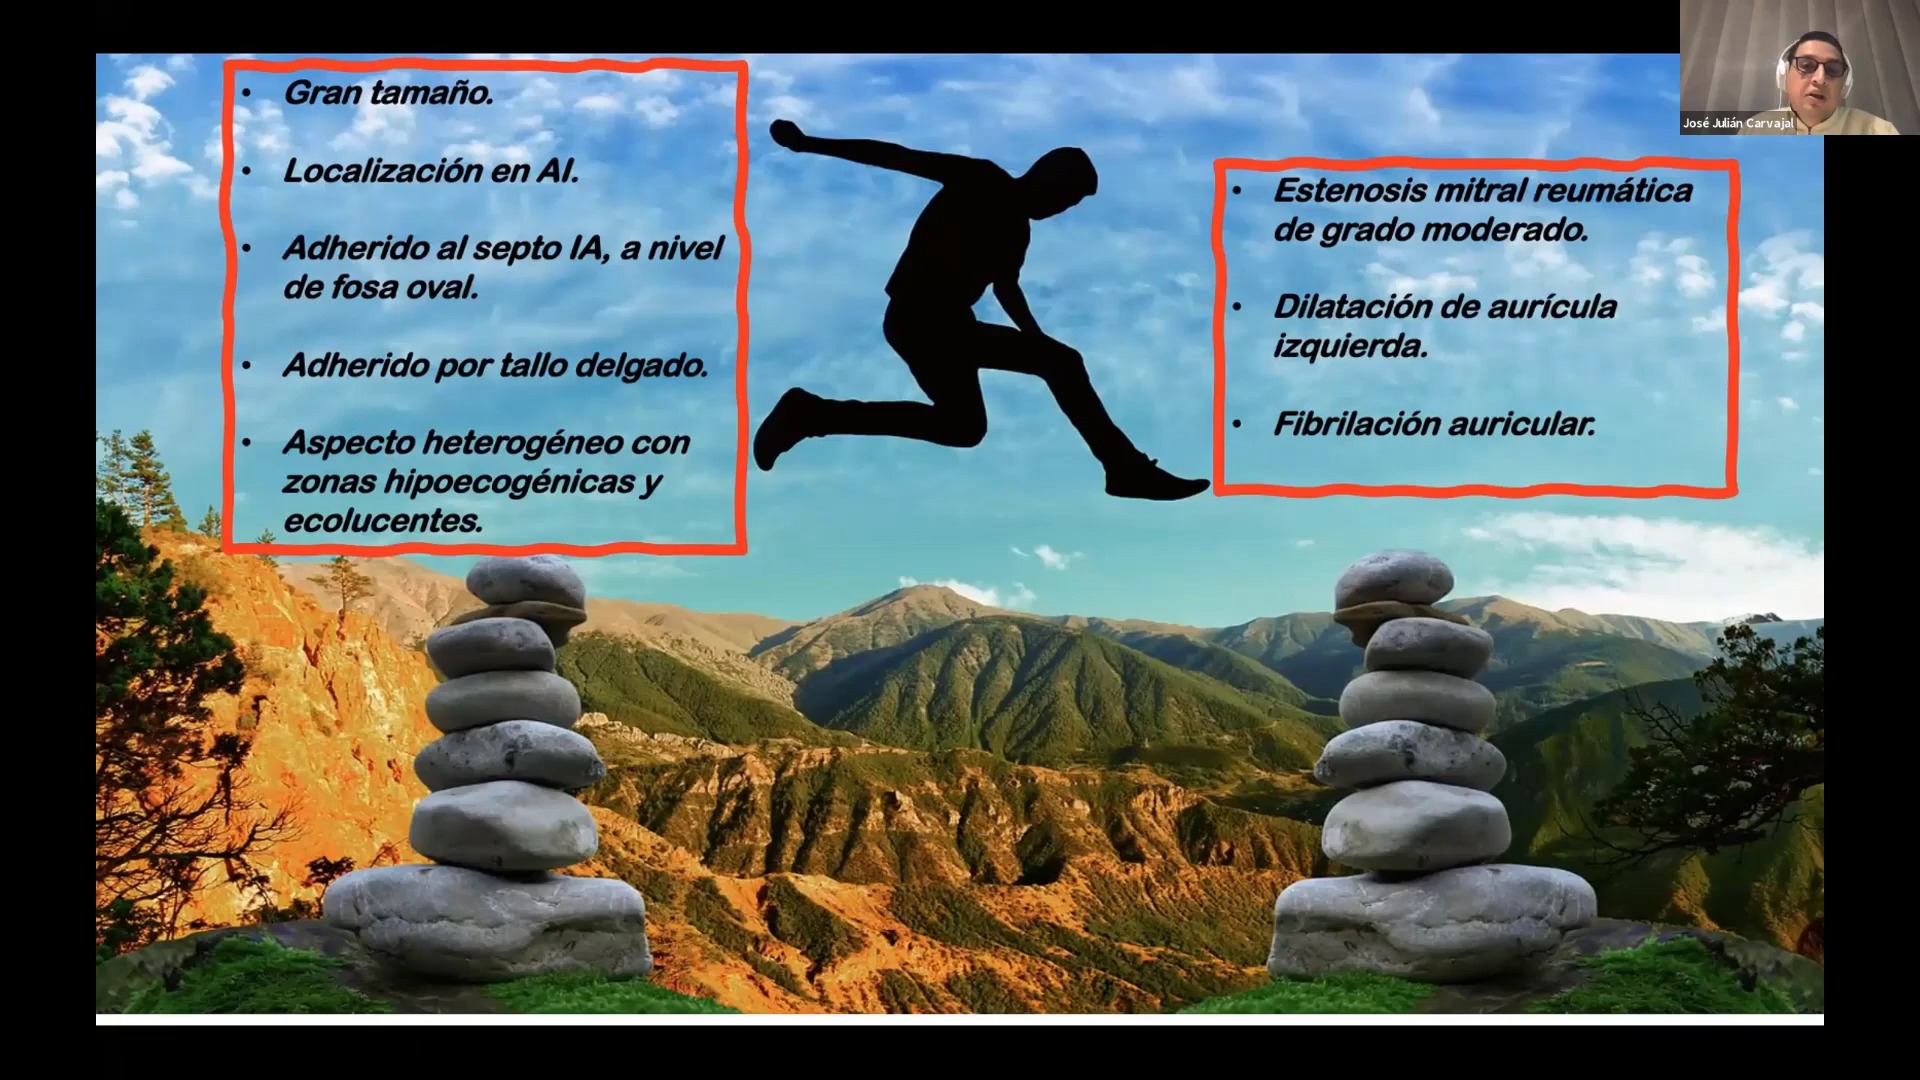 • Gran tamaño.
• Localización en AI.
• Adherido al septo IA, a nivel
de fosa oval.
• Adherido por tallo delgado.
• Aspecto heterogéneo con
zonas hipoecogénicas y
ecolucentes.
• Estenosis mitral reumática
de grado moderado.
• Dilatación de aurícula
izquierda.
• Fibrilación auricular.
José Julián Carvajal